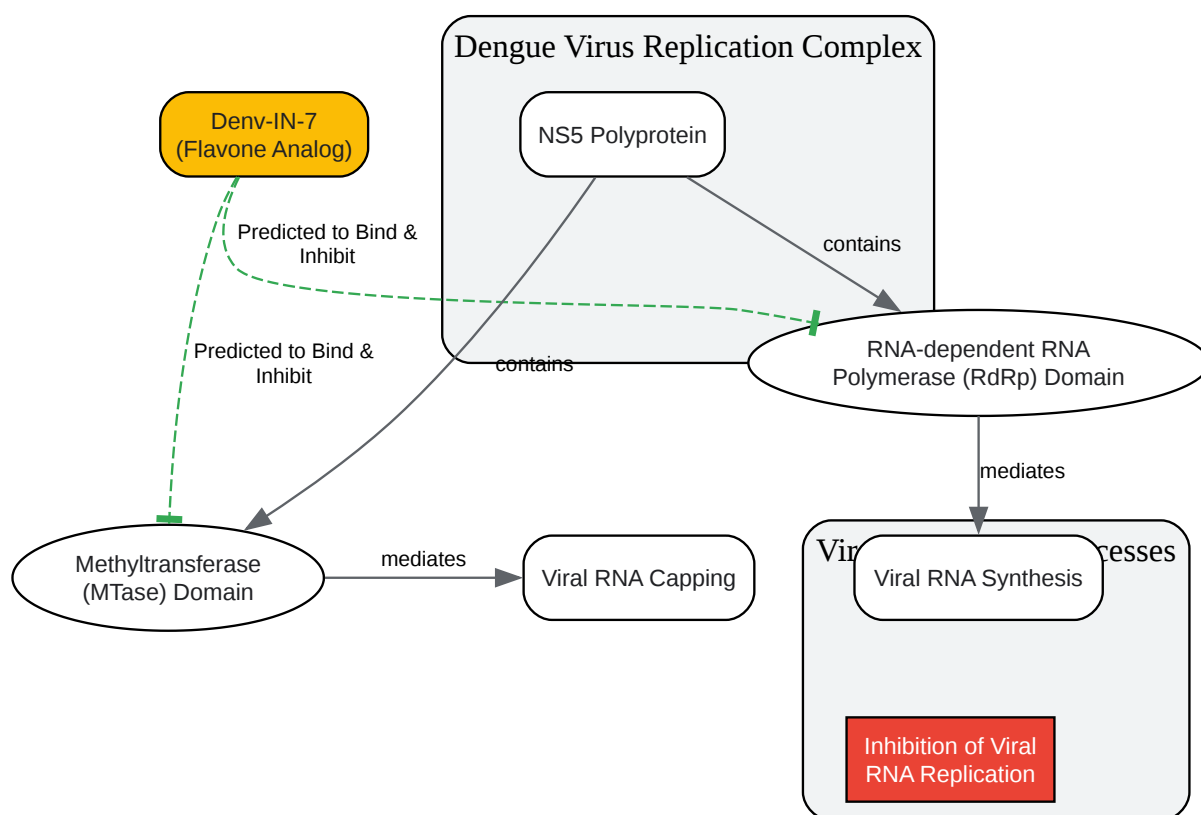 Dengue Virus Replication Complex
Denv-IN-7
(Flavone Analog)
NS5 Polyprotein
Predicted to Bind &
Inhibit
contains
Predicted to Bind &
Inhibit
contains
RNA-dependent RNA
Polymerase (RdRp) Domain
mediates
Methyltransferase
(MTase) Domain
mediates
Viral RNA Capping
Viral RNA Synthesis
Inhibition of Viral
RNA Replication